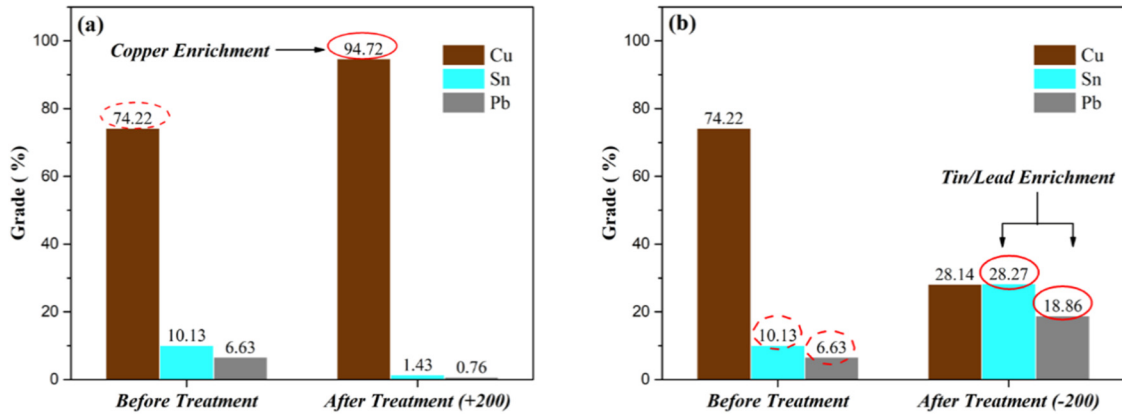 (a)
Copper Enrichment
94.72
Cu
Sn
Pb
74.22
10.13
6.63
1.43
0.76
Grade ( %)
100
80
60
40
20
0
Before Treatment
After Treatment (+200)
(b)
Cu
Sn
Pb
74.22
Tin/Lead Enrichment
28.14
28.27
18.86
10.13
6.63
Grade ( %)
100
80
60
40
20
0
Before Treatment
After Treatment (-200)